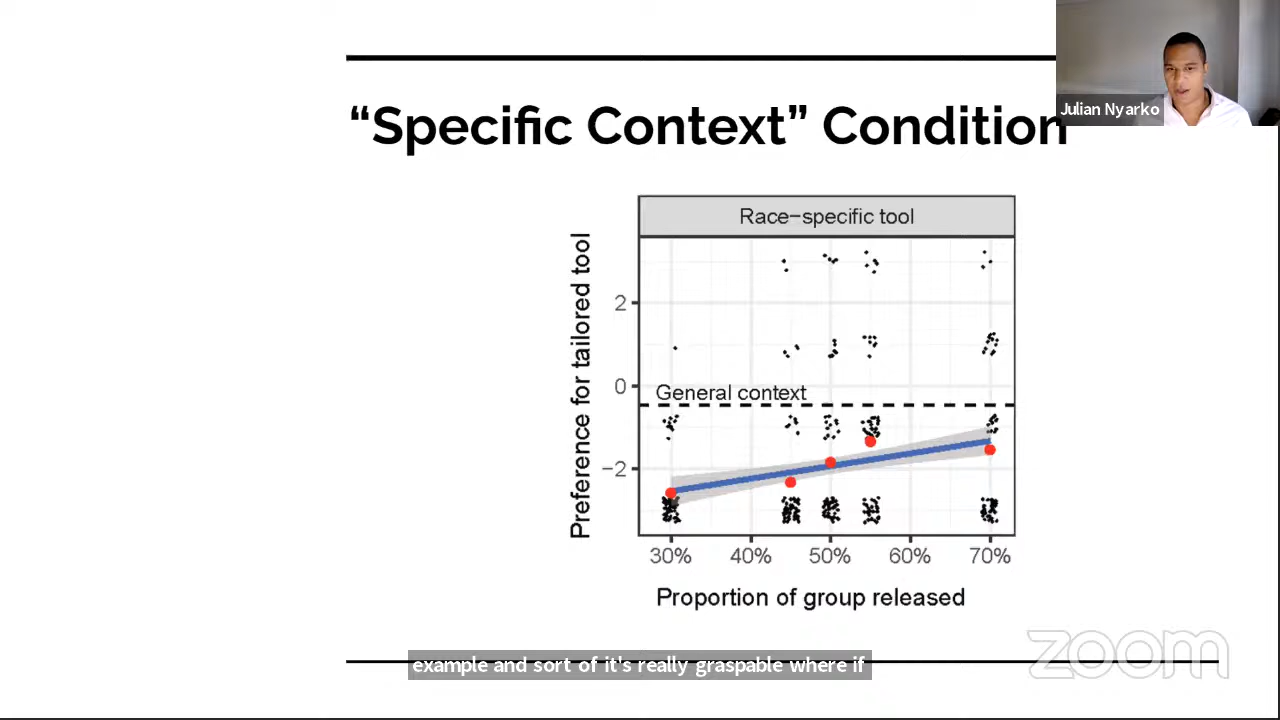 Julian Nyarko
“Specific Context” Condition
Race−specific tool
Preference for tailored tool
2
0
−2
General context
30%
40%
50%
60%
70%
Proportion of group released
zoom
example and sort of it's really graspable where if